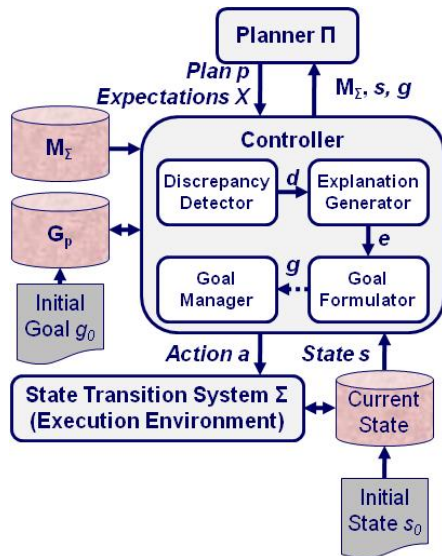 Planner Π
Plan p
Expectations X
M_Σ, s, g
Controller
M_Σ
Discrepancy
Detector
d
Explanation
Generator
G_p
e
Goal
Manager
g
Goal
Formulator
Initial
Goal g_0
Action a
State s
State Transition System Σ
(Execution Environment)
Current
State
Initial
State s_0